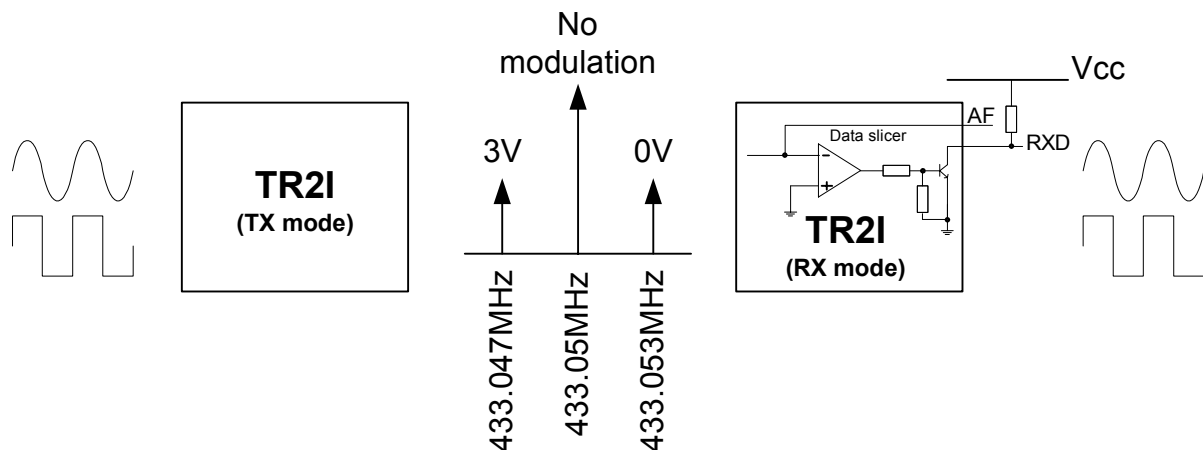 No
modulation
TR2I
(TX mode)
3V
0V
433.047MHz
433.05MHz
433.053MHz
Vcc
AF
RXD
Data slicer
−
+
TR2I
(RX mode)